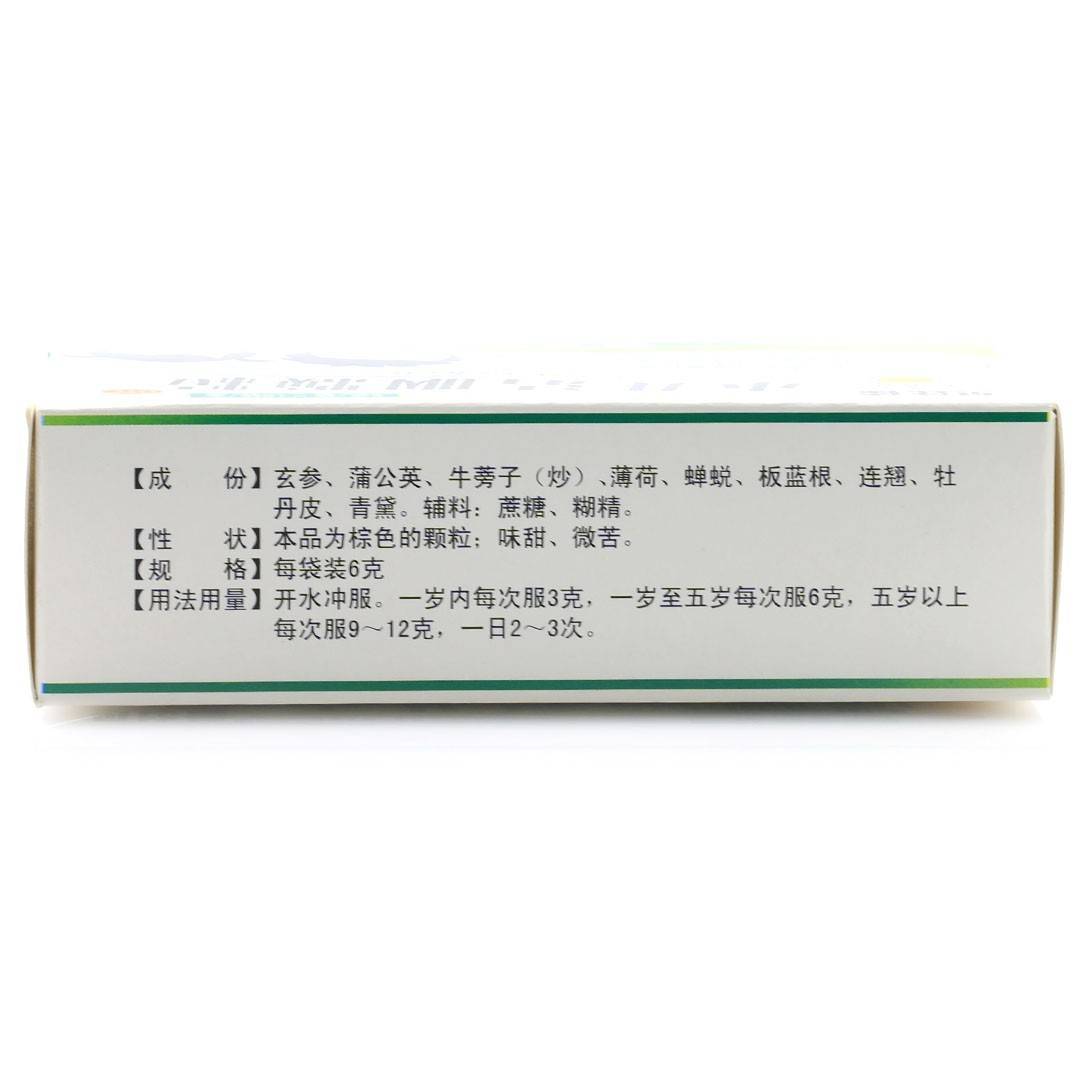 【成　　份】玄参、蒲公英、牛蒡子（炒）、薄荷、蝉蜕、板蓝根、连翘、牡
丹皮、青黛。辅料：蔗糖、糊精。
【性　　状】本品为棕色的颗粒；味甜、微苦。
【规　　格】每袋装6克
【用法用量】开水冲服。一岁内每次服3克，一岁至五岁每次服6克，五岁以上
每次服9～12克，一日2～3次。